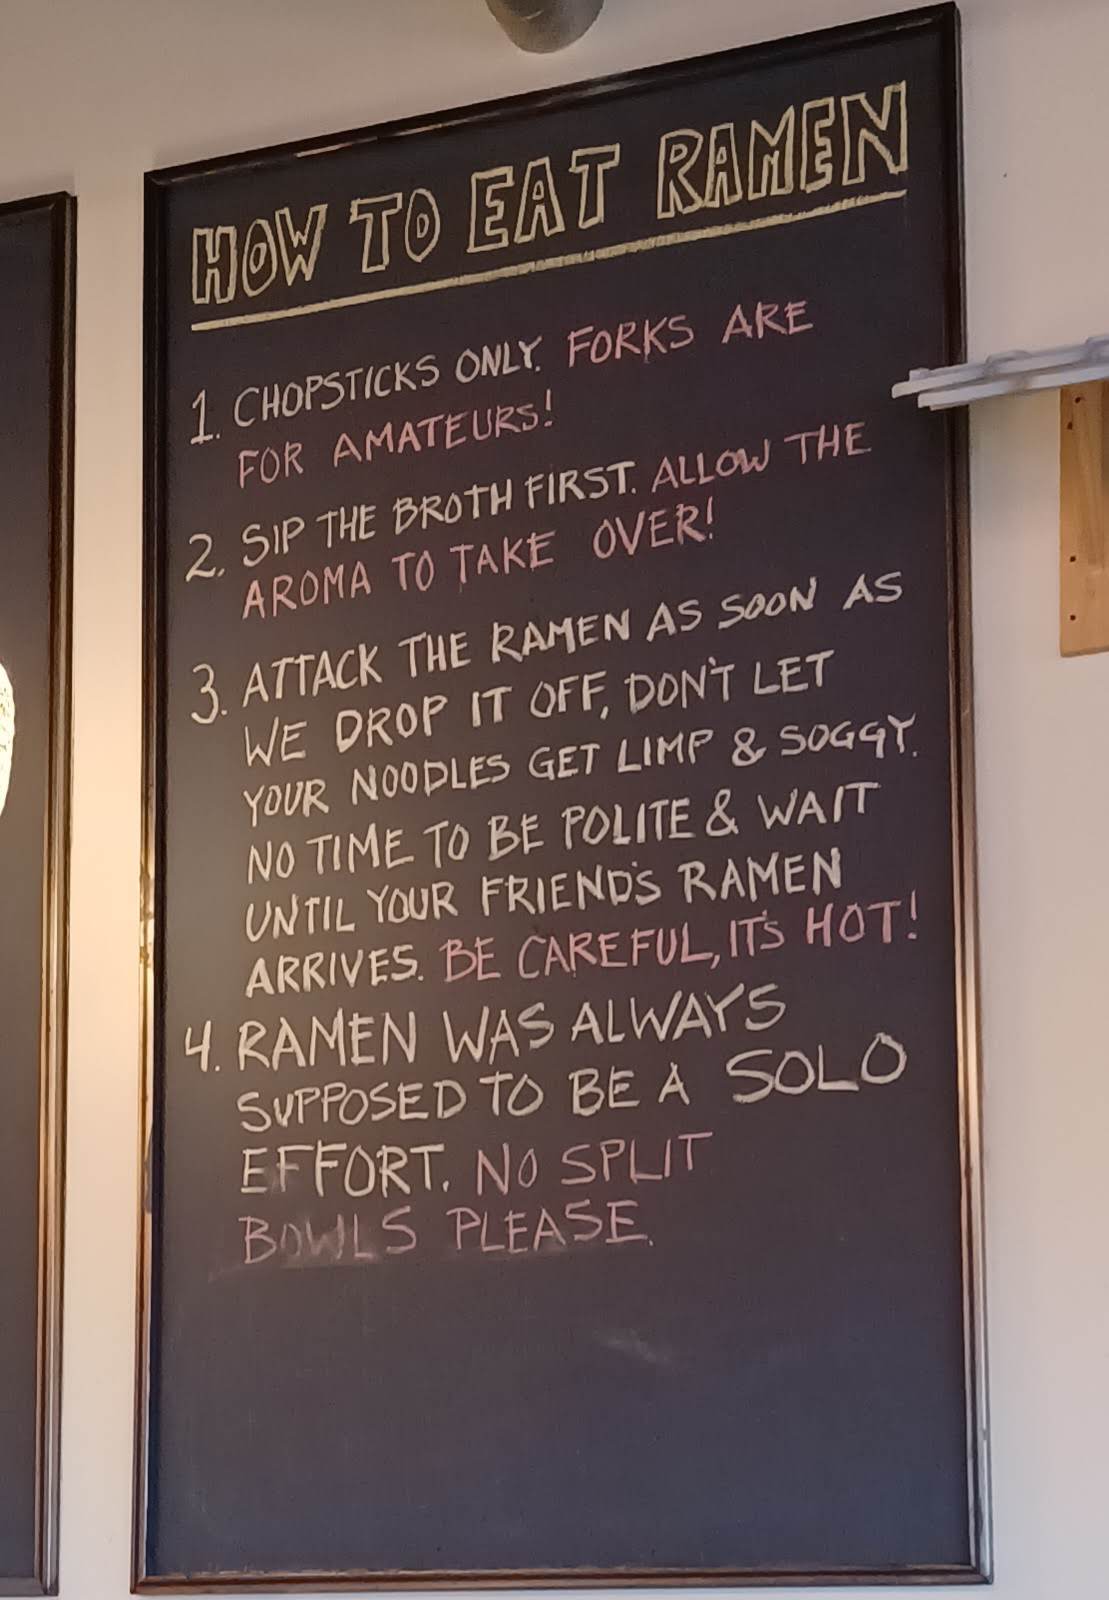 HOW TO EAT RAMEN
1. CHOPSTICKS ONLY. FORKS ARE
FOR AMATEURS!
2. SIP THE BROTH FIRST. ALLOW THE
AROMA TO TAKE OVER!
3. ATTACK THE RAMEN AS SOON AS
WE DROP IT OFF, DON'T LET
YOUR NOODLES GET LIMP & SOGGY.
NO TIME TO BE POLITE & WAIT
UNTIL YOUR FRIEND'S RAMEN
ARRIVES. BE CAREFUL, IT'S HOT!
4. RAMEN WAS ALWAYS
SUPPOSED TO BE A SOLO
EFFORT. NO SPLIT
BOWLS PLEASE.